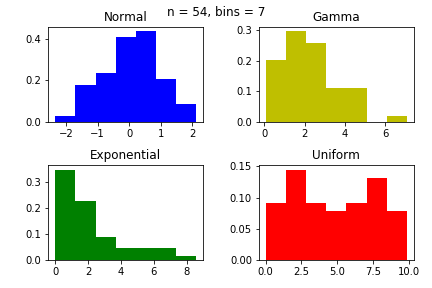 n = 54, bins = 7
Normal
0.4
0.2
0.0
−2 −1 0 1 2
Gamma
0.3
0.2
0.1
0.0
0 2 4 6
Exponential
0.3
0.2
0.1
0.0
0 2 4 6 8
Uniform
0.15
0.10
0.05
0.00
0.0 2.5 5.0 7.5 10.0